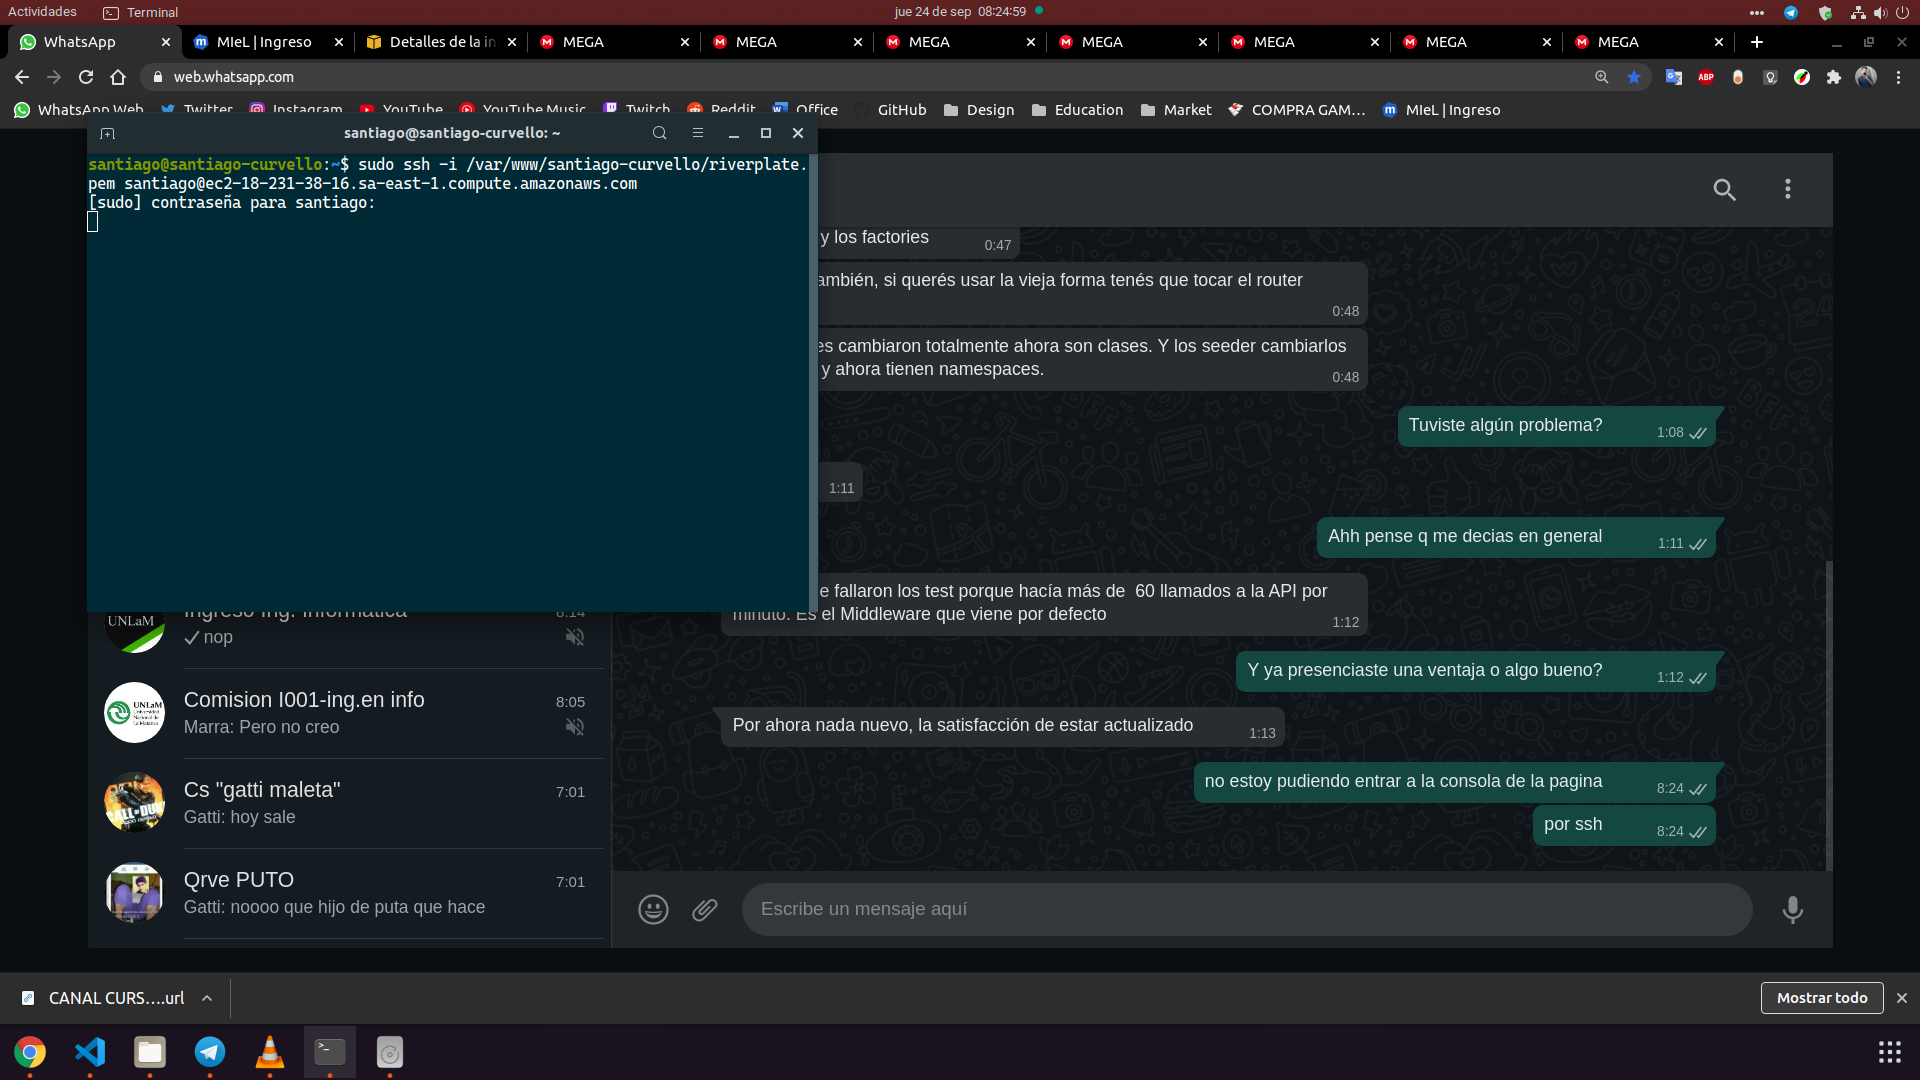 Actividades
Terminal
jue 24 de sep 08:24:59
WhatsApp
MIeL | Ingreso
Detalles de la in
MEGA
MEGA
MEGA
MEGA
MEGA
MEGA
MEGA
web.whatsapp.com
ABP
WhatsApp Web
Twitter
Instagram
YouTube
YouTube Music
Twitch
Reddit
Office
GitHub
Design
Education
Market
COMPRA GAM...
MIeL | Ingreso
santiago@santiago-curvello: ~
santiago@santiago-curvello:~$ sudo ssh -i /var/www/santiago-curvello/riverplate.
pem santiago@ec2-18-231-38-16.sa-east-1.compute.amazonaws.com
[sudo] contraseña para santiago:
y los factories
0:47
ambién, si querés usar la vieja forma tenés que tocar el router
0:48
es cambiaron totalmente ahora son clases. Y los seeder cambiarlos
y ahora tienen namespaces.
0:48
Tuviste algún problema?
1:08
1:11
Ahh pense q me decias en general
1:11
e fallaron los test porque hacía más de 60 llamados a la API por
minuto. Es el Middleware que viene por defecto
1:12
Y ya presenciaste una ventaja o algo bueno?
1:12
Por ahora nada nuevo, la satisfacción de estar actualizado
1:13
no estoy pudiendo entrar a la consola de la pagina
8:24
por ssh
8:24
Escribe un mensaje aquí
Ingreso Ing. Informatica
8:14
UNLaM
nop
Comision I001-ing.en info
8:05
UNLaM
Universidad
Nacional de
La Matanza
Marra: Pero no creo
Cs "gatti maleta"
7:01
CALL OF DUTY
Gatti: hoy sale
Qrve PUTO
7:01
Gatti: noooo que hijo de puta que hace
CANAL CURS....url
Mostrar todo